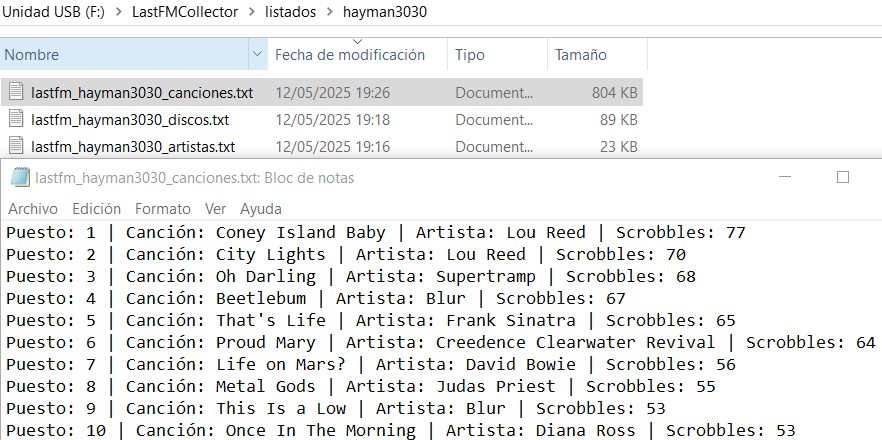 Unidad USB (F:) > LastFMCollector > listados > hayman3030
Nombre Fecha de modificación Tipo Tamaño
lastfm_hayman3030_canciones.txt 12/05/2025 19:26 Document... 804 KB
lastfm_hayman3030_discos.txt 12/05/2025 19:18 Document... 89 KB
lastfm_hayman3030_artistas.txt 12/05/2025 19:16 Document... 23 KB
lastfm_hayman3030_canciones.txt: Bloc de notas
Archivo Edición Formato Ver Ayuda
Puesto: 1 | Canción: Coney Island Baby | Artista: Lou Reed | Scrobbles: 77
Puesto: 2 | Canción: City Lights | Artista: Lou Reed | Scrobbles: 70
Puesto: 3 | Canción: Oh Darling | Artista: Supertramp | Scrobbles: 68
Puesto: 4 | Canción: Beetlebum | Artista: Blur | Scrobbles: 67
Puesto: 5 | Canción: That's Life | Artista: Frank Sinatra | Scrobbles: 65
Puesto: 6 | Canción: Proud Mary | Artista: Creedence Clearwater Revival | Scrobbles: 64
Puesto: 7 | Canción: Life on Mars? | Artista: David Bowie | Scrobbles: 56
Puesto: 8 | Canción: Metal Gods | Artista: Judas Priest | Scrobbles: 55
Puesto: 9 | Canción: This Is a Low | Artista: Blur | Scrobbles: 53
Puesto: 10 | Canción: Once In The Morning | Artista: Diana Ross | Scrobbles: 53